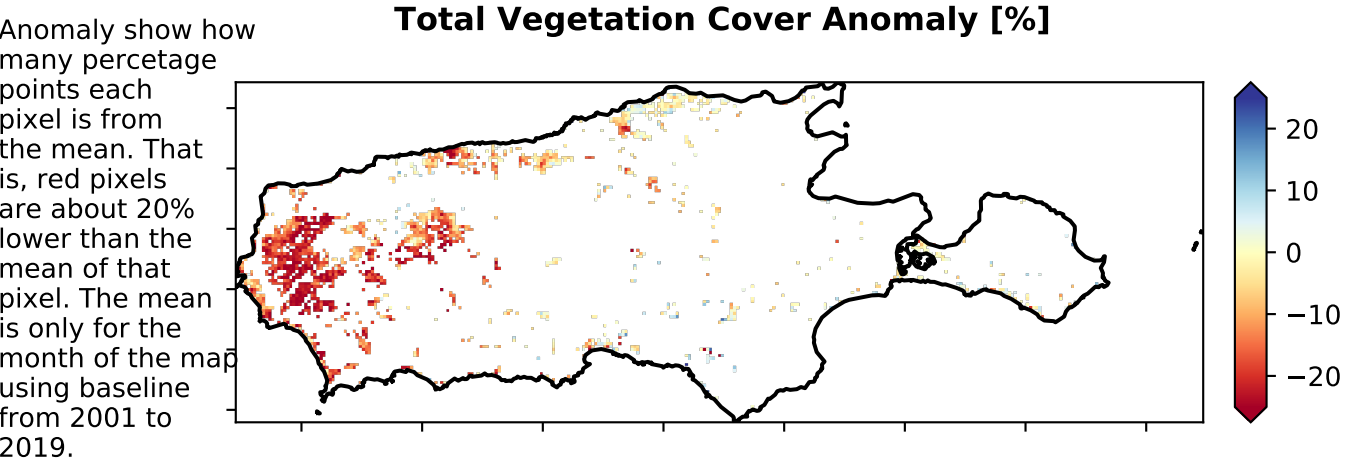 Total Vegetation Cover Anomaly [%]
Anomaly show how
many percetage
points each
pixel is from
the mean. That
is, red pixels
are about 20%
lower than the
mean of that
pixel. The mean
is only for the
month of the map
using baseline
from 2001 to
2019.
20
10
0
−10
−20